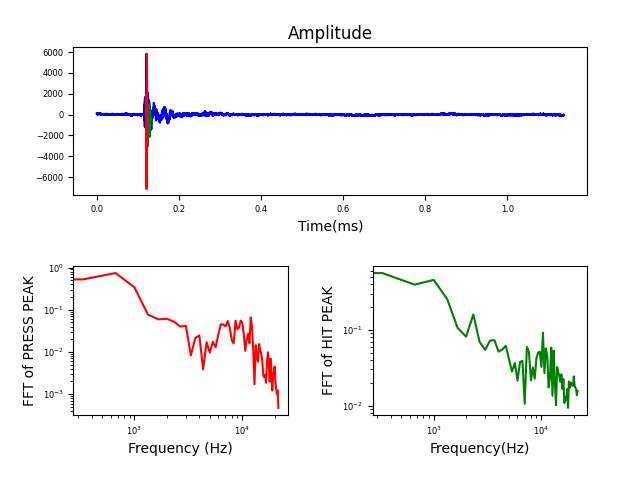 Amplitude
6000
4000
2000
0
−2000
−4000
−6000
0.0 0.2 0.4 0.6 0.8 1.0
Time(ms)
FFT of PRESS PEAK
10⁰
10⁻¹
10⁻²
10⁻³
10³ 10⁴
Frequency (Hz)
FFT of HIT PEAK
10⁻¹
10⁻²
10³ 10⁴
Frequency(Hz)